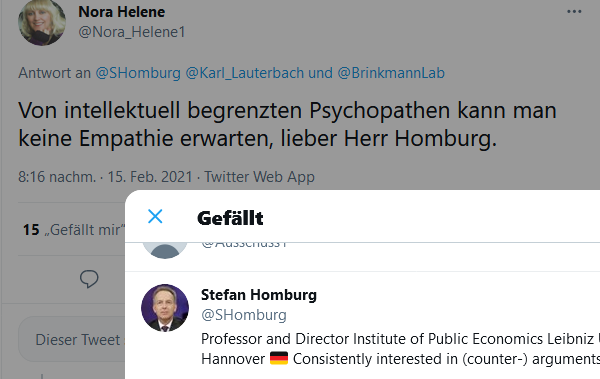 Nora Helene
@Nora_Helene1
Antwort an @SHomburg @Karl_Lauterbach und @BrinkmannLab
Von intellektuell begrenzten Psychopathen kann man
keine Empathie erwarten, lieber Herr Homburg.
8:16 nachm. · 15. Feb. 2021 · Twitter Web App
15 „Gefällt mir“
Gefällt
@Ausschuss1
Stefan Homburg
@SHomburg
Professor and Director Institute of Public Economics Leibniz
Hannover 🇩🇪 Consistently interested in (counter-) arguments
Dieser Tweet